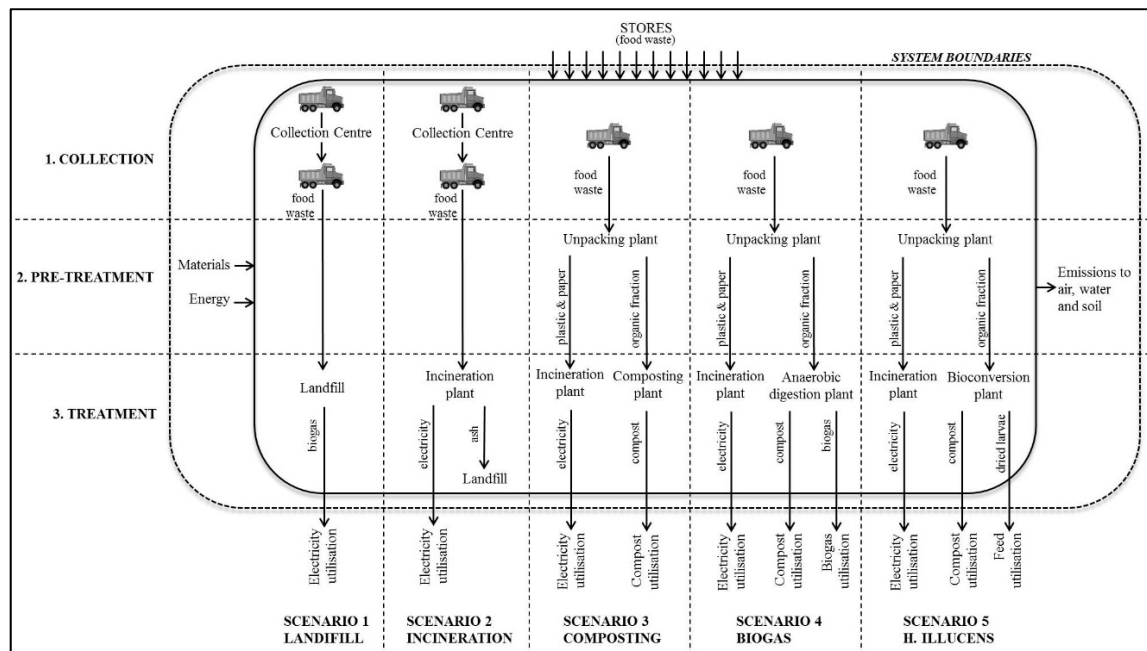 STORES
(food waste)
SYSTEM BOUNDARIES
1. COLLECTION
Collection Centre
food
waste
Collection Centre
food
waste
food
waste
food
waste
food
waste
2. PRE-TREATMENT
Materials
Energy
Unpacking plant
plastic & paper
organic fraction
Unpacking plant
plastic & paper
organic fraction
Unpacking plant
plastic & paper
organic fraction
Emissions to
air, water
and soil
3. TREATMENT
Landfill
biogas
Incineration
plant
electricity
ash
Landfill
Incineration
plant
electricity
Composting
plant
compost
Incineration
plant
electricity
Anaerobic
digestion plant
compost
biogas
Incineration
plant
electricity
Bioconversion
plant
compost
dried larvae
Electricity
utilisation
Electricity
utilisation
Electricity
utilisation
Compost
utilisation
Electricity
utilisation
Compost
utilisation
Biogas
utilisation
Electricity
utilisation
Compost
utilisation
Feed
utilisation
SCENARIO 1
LANDIFILL
SCENARIO 2
INCINERATION
SCENARIO 3
COMPOSTING
SCENARIO 4
BIOGAS
SCENARIO 5
H. ILLUCENS